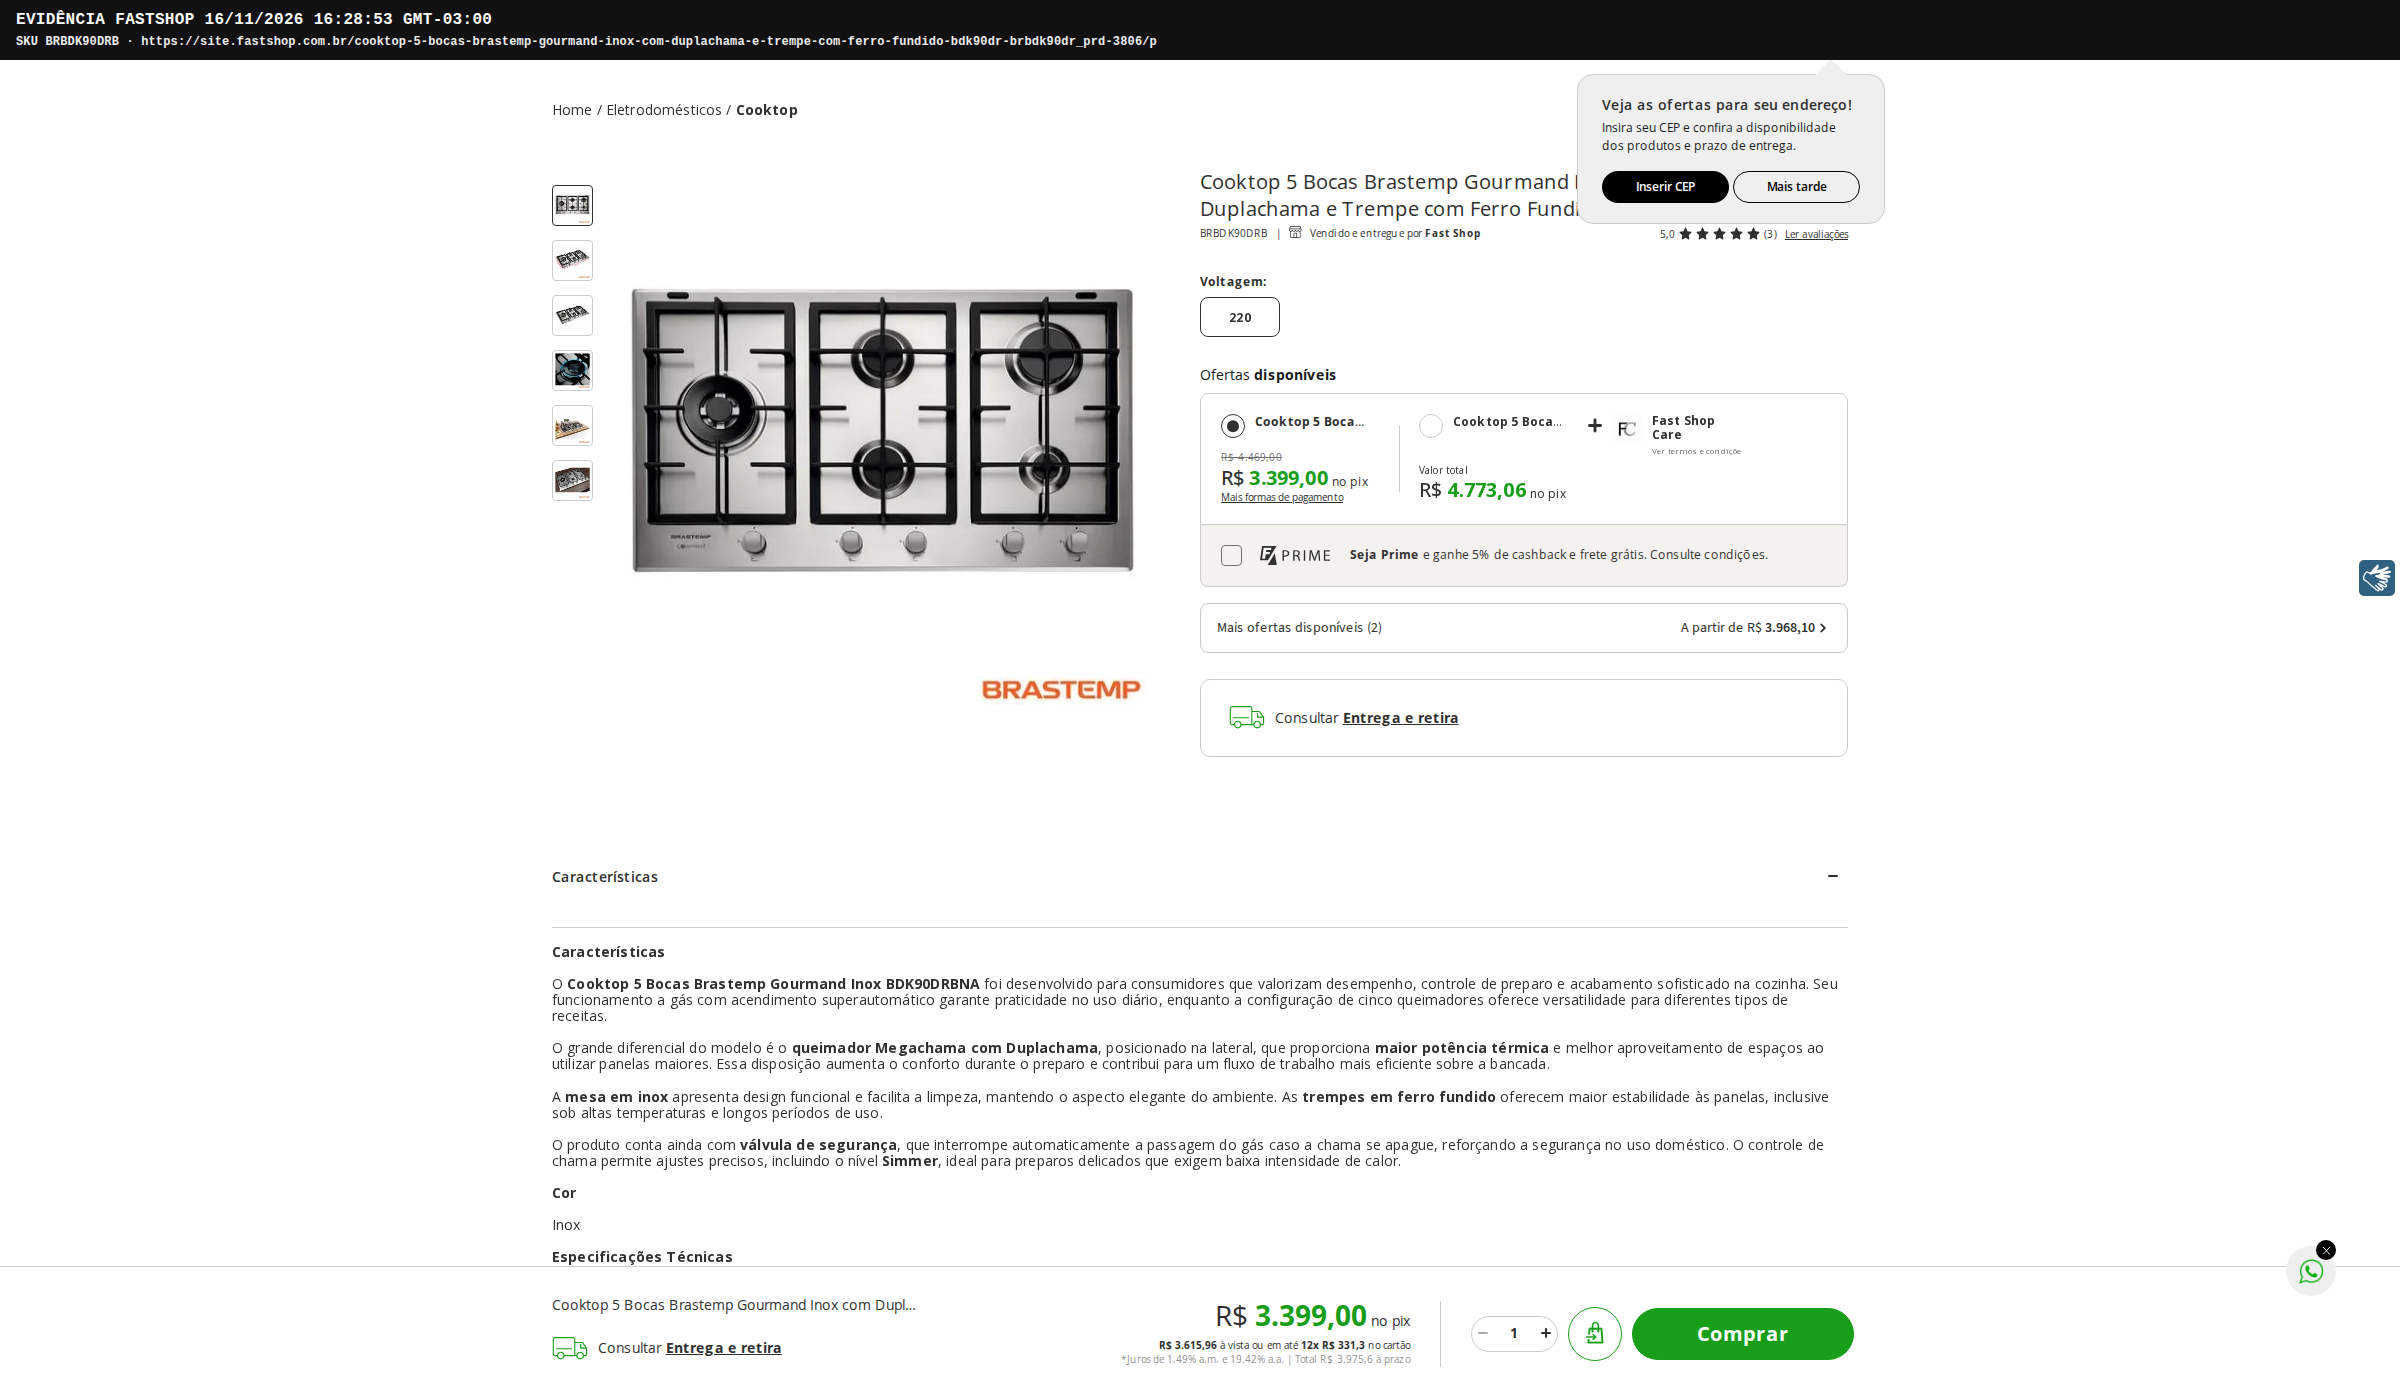 EVIDÊNCIA FASTSHOP 16/11/2026 16:28:53 GMT-03:00
SKU BRBDK90DRB · https://site.fastshop.com.br/cooktop-5-bocas-brastemp-gourmand-inox-com-duplachama-e-trempe-com-ferro-fundido-bdk90dr-brbdk90dr_prd-3806/p
Home / Eletrodomésticos / Cooktop
Veja as ofertas para seu endereço!
Insira seu CEP e confira a disponibilidade
dos produtos e prazo de entrega.
Inserir CEP
Mais tarde
Cooktop 5 Bocas Brastemp Gourmand
Duplachama e Trempe com Ferro
BRBDK90DRB | Vendido e entregue por Fast Shop
5,0 (3) Ler avaliações
Voltagem:
220
Ofertas disponíveis
Cooktop 5 Boca...
R$ 4.469,00
R$ 3.399,00 no pix
Mais formas de pagamento
Cooktop 5 Boca...
Valor total
R$ 4.773,06 no pix
+
FC
Fast Shop
Care
Ver termos e condiçõe
PRIME
Seja Prime e ganhe 5% de cashback e frete grátis. Consulte condições.
Mais ofertas disponíveis (2)
A partir de R$ 3.968,10
Consultar Entrega e retira
BRASTEMP
BRASTEMP
Características
Características
O Cooktop 5 Bocas Brastemp Gourmand Inox BDK90DRBNA foi desenvolvido para consumidores que valorizam desempenho, controle de preparo e acabamento sofisticado na cozinha. Seu
funcionamento a gás com acendimento superautomático garante praticidade no uso diário, enquanto a configuração de cinco queimadores oferece versatilidade para diferentes tipos de
receitas.
O grande diferencial do modelo é o queimador Megachama com Duplachama, posicionado na lateral, que proporciona maior potência térmica e melhor aproveitamento de espaços ao
utilizar panelas maiores. Essa disposição aumenta o conforto durante o preparo e contribui para um fluxo de trabalho mais eficiente sobre a bancada.
A mesa em inox apresenta design funcional e facilita a limpeza, mantendo o aspecto elegante do ambiente. As trempes em ferro fundido oferecem maior estabilidade às panelas, inclusive
sob altas temperaturas e longos períodos de uso.
O produto conta ainda com válvula de segurança, que interrompe automaticamente a passagem do gás caso a chama se apague, reforçando a segurança no uso doméstico. O controle de
chama permite ajustes precisos, incluindo o nível Simmer, ideal para preparos delicados que exigem baixa intensidade de calor.
Cor
Inox
Especificações Técnicas
Cooktop 5 Bocas Brastemp Gourmand Inox com Dupl...
Consultar Entrega e retira
R$ 3.399,00 no pix
R$ 3.615,96 à vista ou em até 12x R$ 331,3 no cartão
*Juros de 1.49% a.m. e 19.42% a.a. | Total R$ 3.975,6 à prazo
1
Comprar